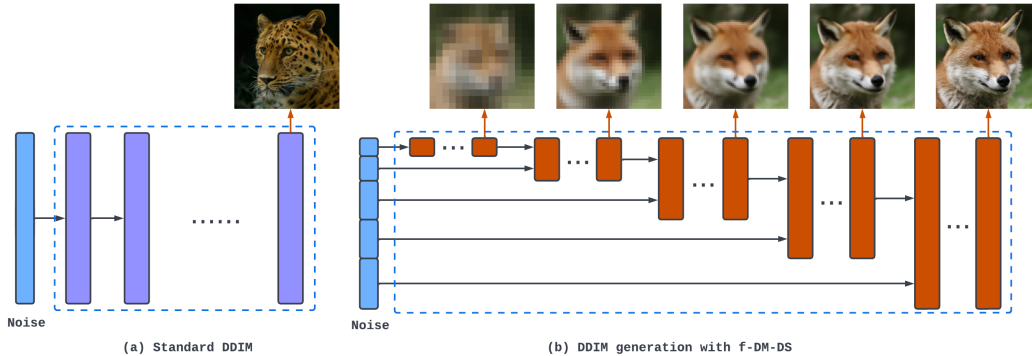 Noise
Noise
(a) Standard DDIM
(b) DDIM generation with f-DM-DS